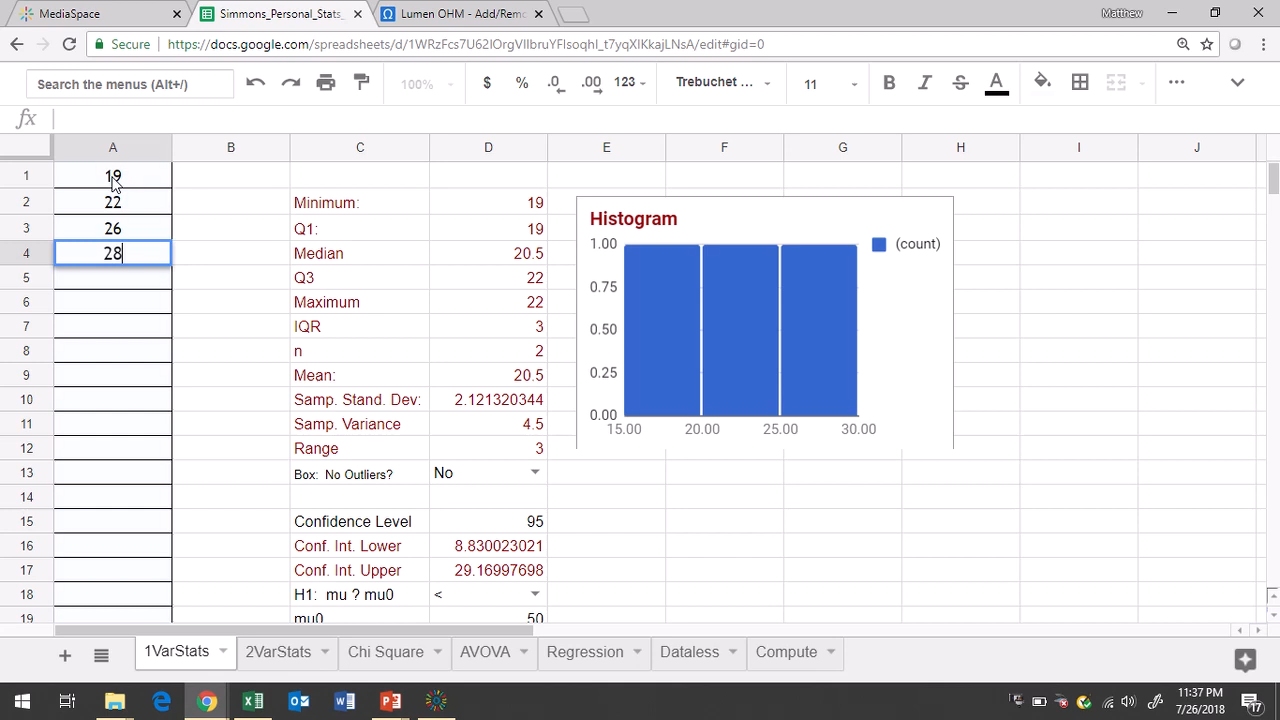 MediaSpace
Simmons_Personal_Stats_
Lumen OHM - Add/Remo
Matthew
Secure
https://docs.google.com/spreadsheets/d/
Search the menus (Alt+/)
100%
$
%
.0
.00
123
Trebuchet ...
11
B
I
S
A
fx
A B C D E F G H I J
1 19
2 22 Minimum: 19
3 26 Q1: 19
4 28 Median 20.5
5 Q3 22
6 Maximum 22
7 IQR 3
8 n 2
9 Mean: 20.5
10 Samp. Stand. Dev: 2.121320344
11 Samp. Variance 4.5
12 Range 3
13 Box: No Outliers? No
14
15 Confidence Level 95
16 Conf. Int. Lower 8.830023021
17 Conf. Int. Upper 29.16997698
18 H1: mu ? mu0 <
19 mu0 50
Histogram
(count)
1.00
0.75
0.50
0.25
0.00
15.00 20.00 25.00 30.00
1VarStats 2VarStats Chi Square AVOVA Regression Dataless Compute
11:37 PM
7/26/2018
17